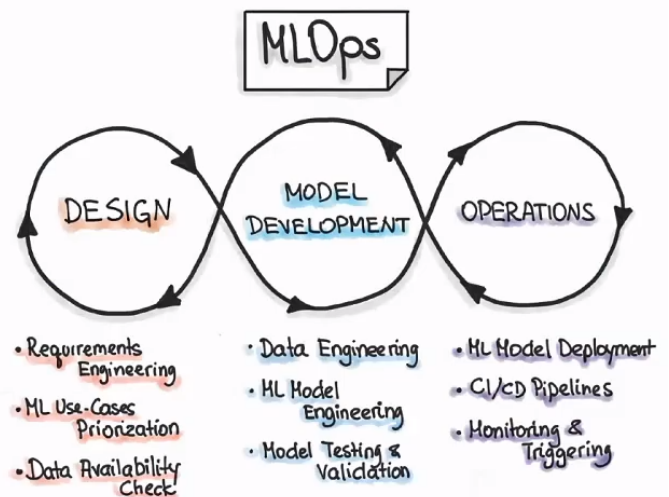 MLOps
DESIGN
MODEL
DEVELOPMENT
OPERATIONS
• Requirements
Engineering
• ML Use-Cases
Priorization
• Data Availability
Check
• Data Engineering
• ML Model
Engineering
• Model Testing &
Validation
• ML Model Deployment
• CI/CD Pipelines
• Monitoring &
Triggering